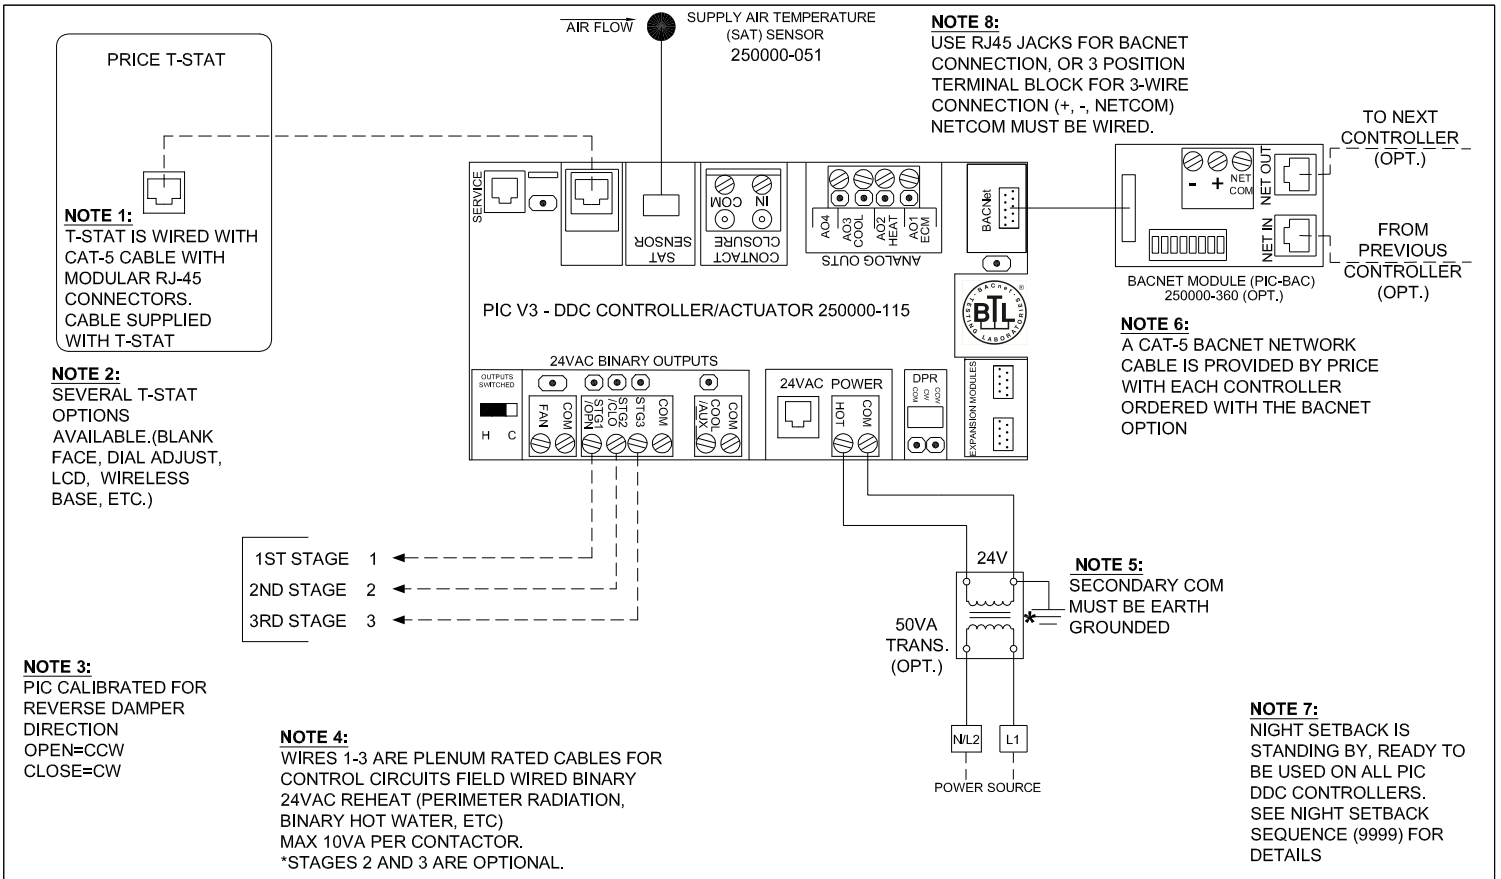 AIR FLOW
SUPPLY AIR TEMPERATURE
(SAT) SENSOR
250000-051
NOTE 8:
USE RJ45 JACKS FOR BACNET
CONNECTION, OR 3 POSITION
TERMINAL BLOCK FOR 3-WIRE
CONNECTION (+, -, NETCOM)
NETCOM MUST BE WIRED.
PRICE T-STAT
NOTE 1:
T-STAT IS WIRED WITH
CAT-5 CABLE WITH
MODULAR RJ-45
CONNECTORS.
CABLE SUPPLIED
WITH T-STAT
NOTE 2:
SEVERAL T-STAT
OPTIONS
AVAILABLE.(BLANK
FACE, DIAL ADJUST,
LCD, WIRELESS
BASE, ETC.)
SERVICE
SAT
SENSOR
COM
IN
CONTACT
CLOSURE
AO4
AO3
COOL
AO2
HEAT
AO1
ECM
ANALOG OUTS
BACNet
PIC V3 - DDC CONTROLLER/ACTUATOR 250000-115
BACnet
BTL
®
TESTING LABORATORIES
24VAC BINARY OUTPUTS
OUTPUTS
SWITCHED
H C
FAN
COM
STG1
/OPN
STG2
/CLO
STG3
COM
COOL
/AUX
COM
24VAC POWER
HOT
COM
DPR
COM
CW
CCW
EXPANSION MODULES
- +
NET
COM
NET OUT
NET IN
TO NEXT
CONTROLLER
(OPT.)
FROM
PREVIOUS
CONTROLLER
(OPT.)
BACNET MODULE (PIC-BAC)
250000-360 (OPT.)
NOTE 6:
A CAT-5 BACNET NETWORK
CABLE IS PROVIDED BY PRICE
WITH EACH CONTROLLER
ORDERED WITH THE BACNET
OPTION
1ST STAGE 1
2ND STAGE 2
3RD STAGE 3
24V
50VA
TRANS.
(OPT.)
*
NOTE 5:
SECONDARY COM
MUST BE EARTH
GROUNDED
N/L2
L1
POWER SOURCE
NOTE 3:
PIC CALIBRATED FOR
REVERSE DAMPER
DIRECTION
OPEN=CCW
CLOSE=CW
NOTE 4:
WIRES 1-3 ARE PLENUM RATED CABLES FOR
CONTROL CIRCUITS FIELD WIRED BINARY
24VAC REHEAT (PERIMETER RADIATION,
BINARY HOT WATER, ETC)
MAX 10VA PER CONTACTOR.
*STAGES 2 AND 3 ARE OPTIONAL.
NOTE 7:
NIGHT SETBACK IS
STANDING BY, READY TO
BE USED ON ALL PIC
DDC CONTROLLERS.
SEE NIGHT SETBACK
SEQUENCE (9999) FOR
DETAILS